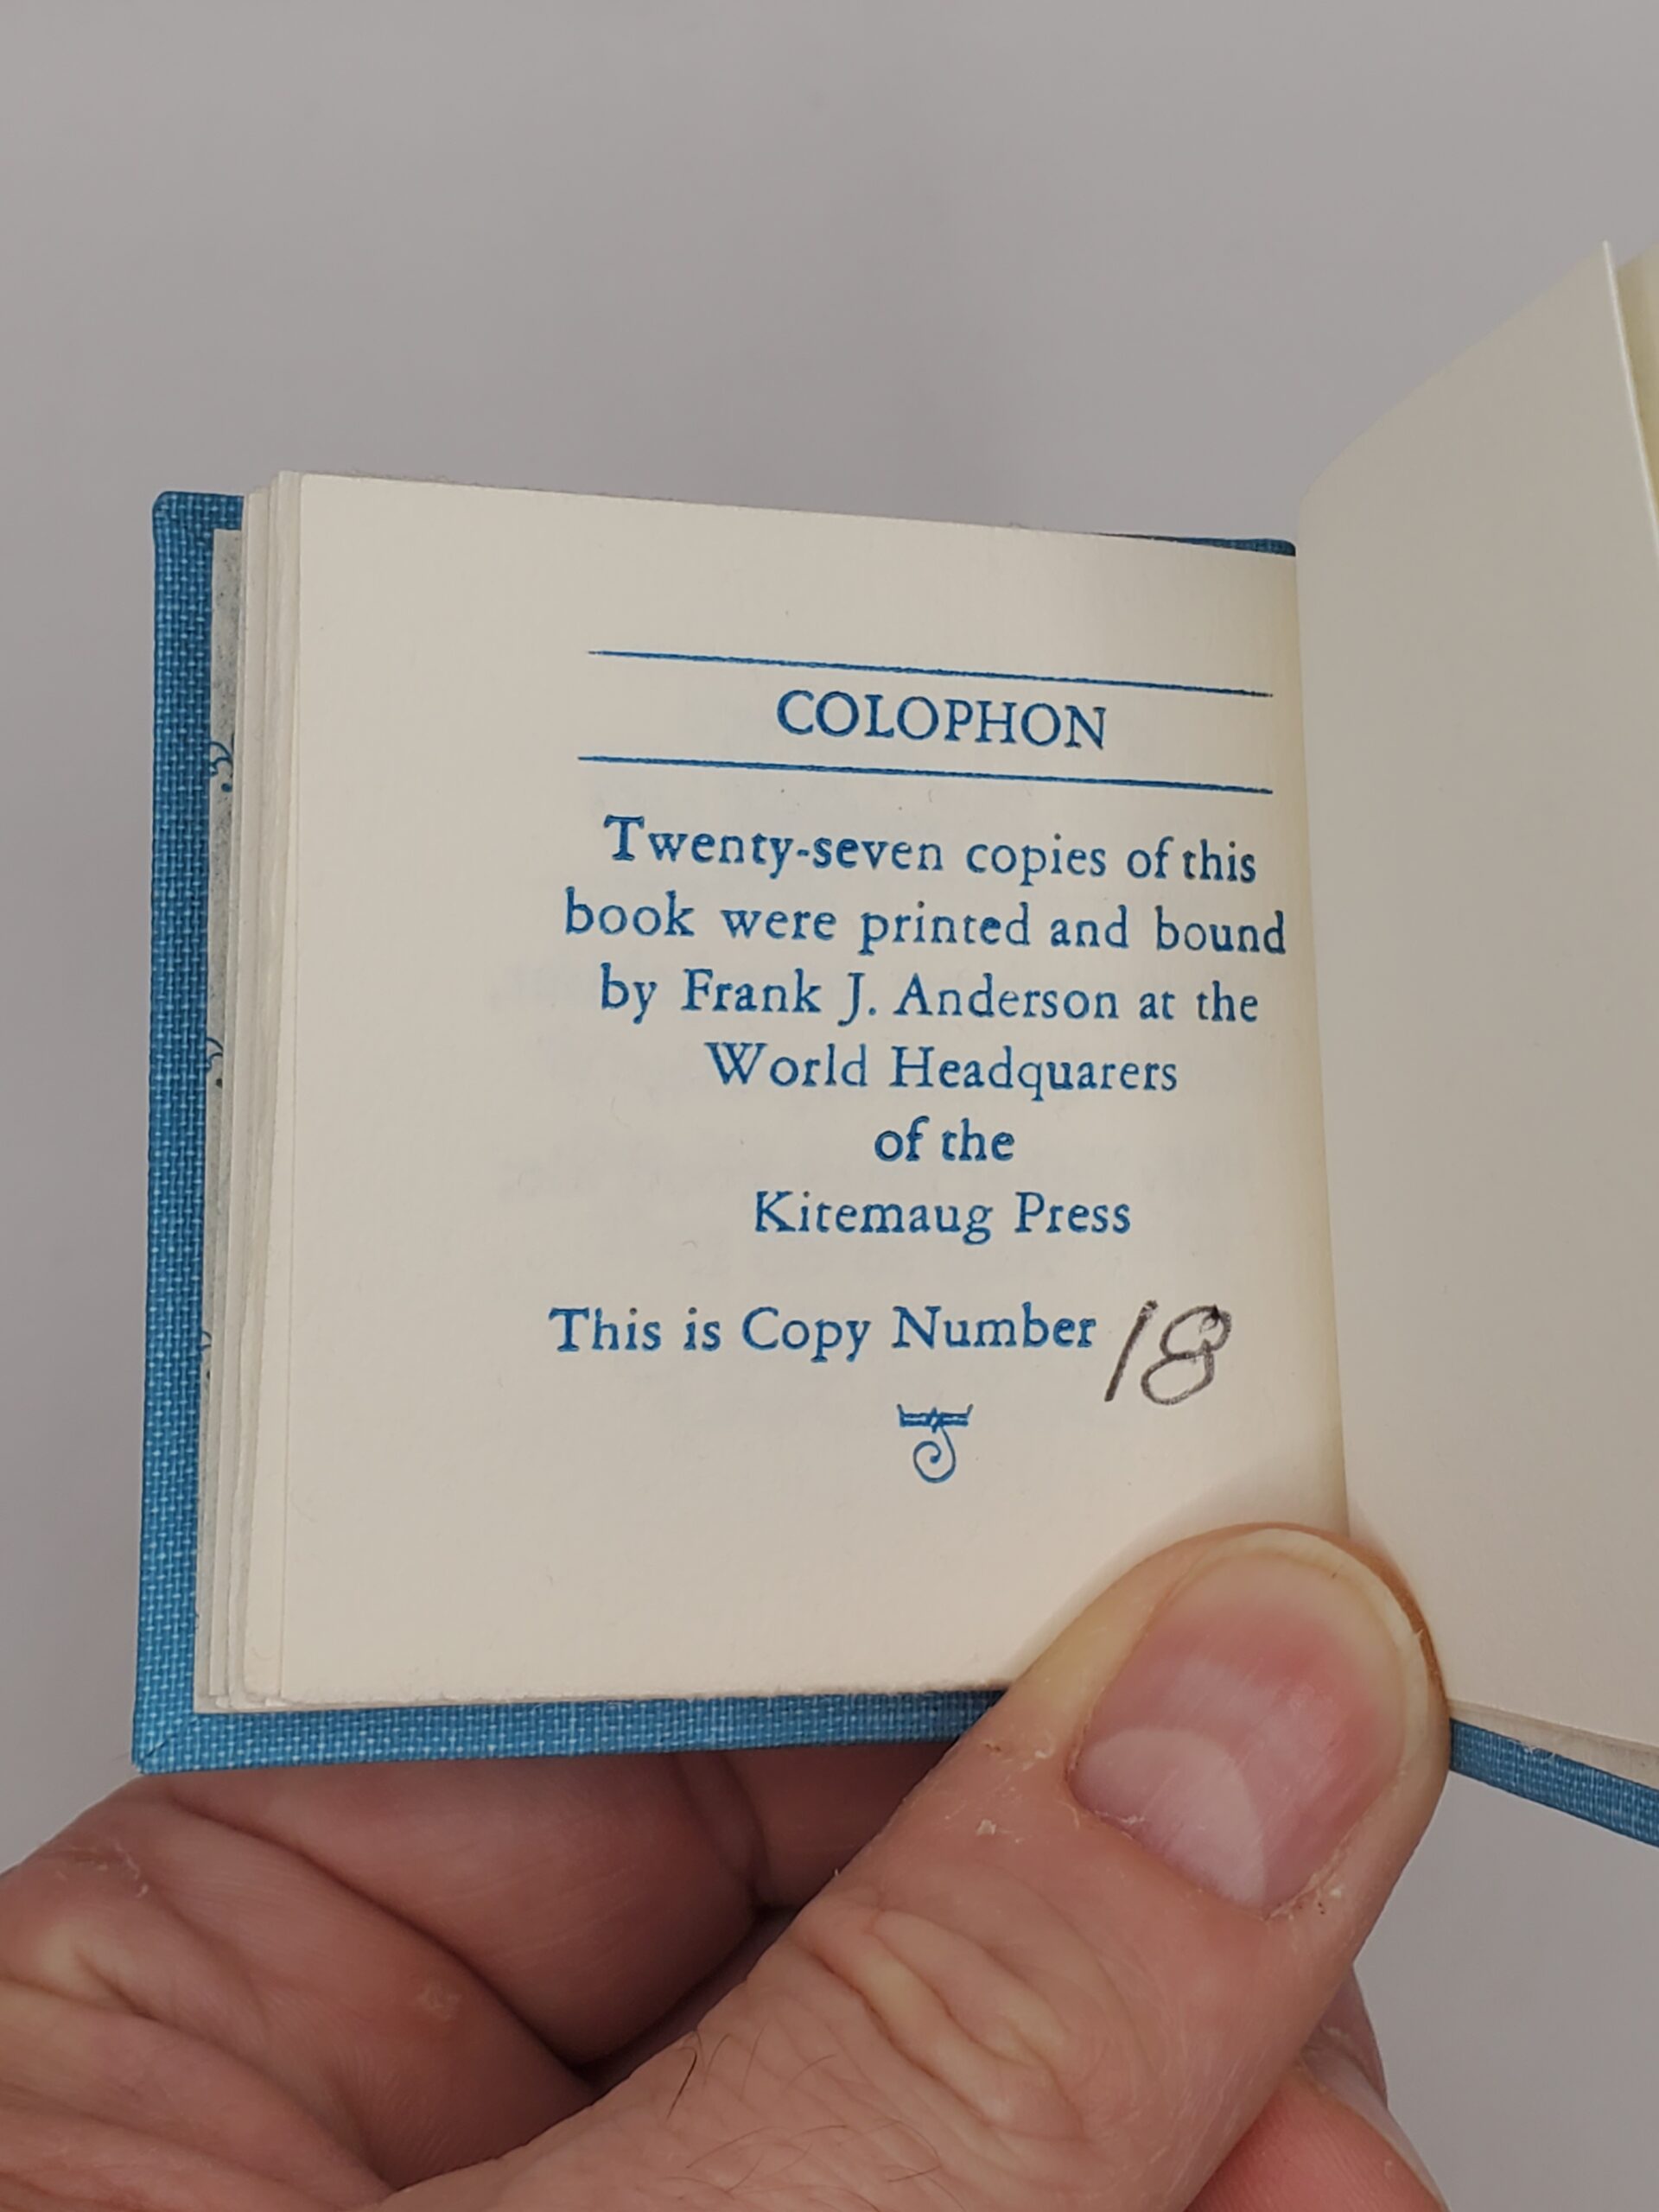 COLOPHON
Twenty-seven copies of this
book were printed and bound
by Frank J. Anderson at the
World Headquarers
of the
Kitemaug Press
This is Copy Number 18